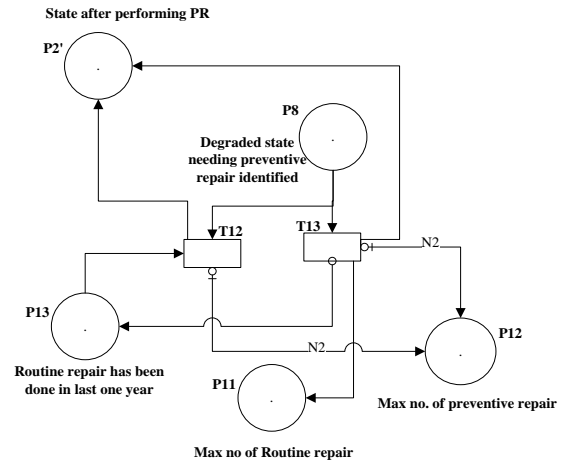 State after performing PR
P2'
P8
Degraded state
needing preventive
repair identified
T12
T13
N2
P13
P12
N2
Routine repair has been
done in last one year
P11
Max no. of preventive repair
Max no of Routine repair